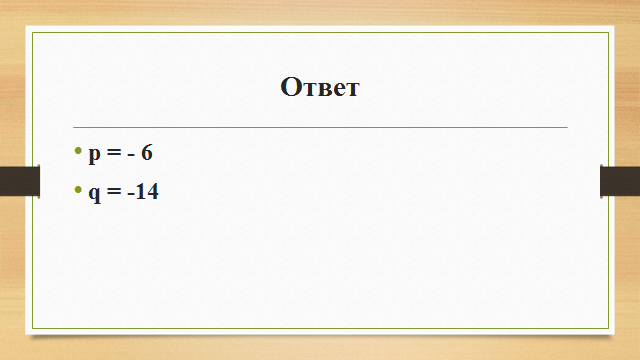 Ответ
• p = - 6
• q = -14